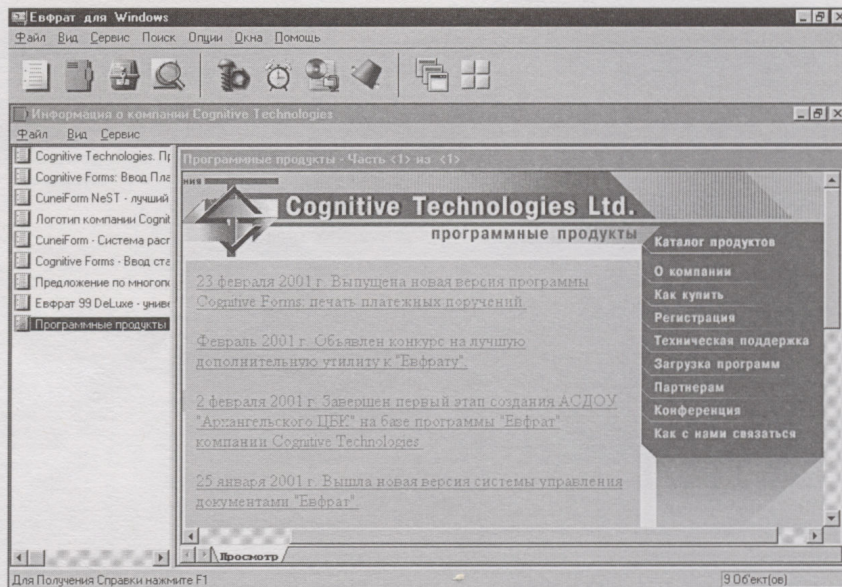 Евфрат для Windows
Файл Вид Сервис Поиск Опции Окна Помощь
Информация о компании Cognitive Technologies
Файл Вид Сервис
Cognitive Technologies. Пр
Cognitive Forms: Ввод Пла
CuneiForm NeST - лучший
Логотип компании Cognit
CuneiForm - Система расп
Cognitive Forms - Ввод ста
Предложение по многопо
Евфрат 99 DeLuxe - униве
Программные продукты
Программные продукты - Часть <1> из <1>
ния
Cognitive Technologies Ltd.
программные продукты
23 февраля 2001 г. Выпущена новая версия программы
Cognitive Forms: печать платежных поручений.
Февраль 2001 г. Объявлен конкурс на лучшую
дополнительную утилиту к "Евфрату".
2 февраля 2001 г. Завершен первый этап создания АСДОУ
"Архангельского ЦБК" на базе программы "Евфрат"
компании Cognitive Technologies
25 января 2001 г. Вышла новая версия системы управления
документами "Евфрат"
Каталог продуктов
О компании
Как купить
Регистрация
Техническая поддержка
Загрузка программ
Партнерам
Конференция
Как с нами связаться
Просмотр
Для Получения Справки нажмите F1
9 Об'ект(ов)